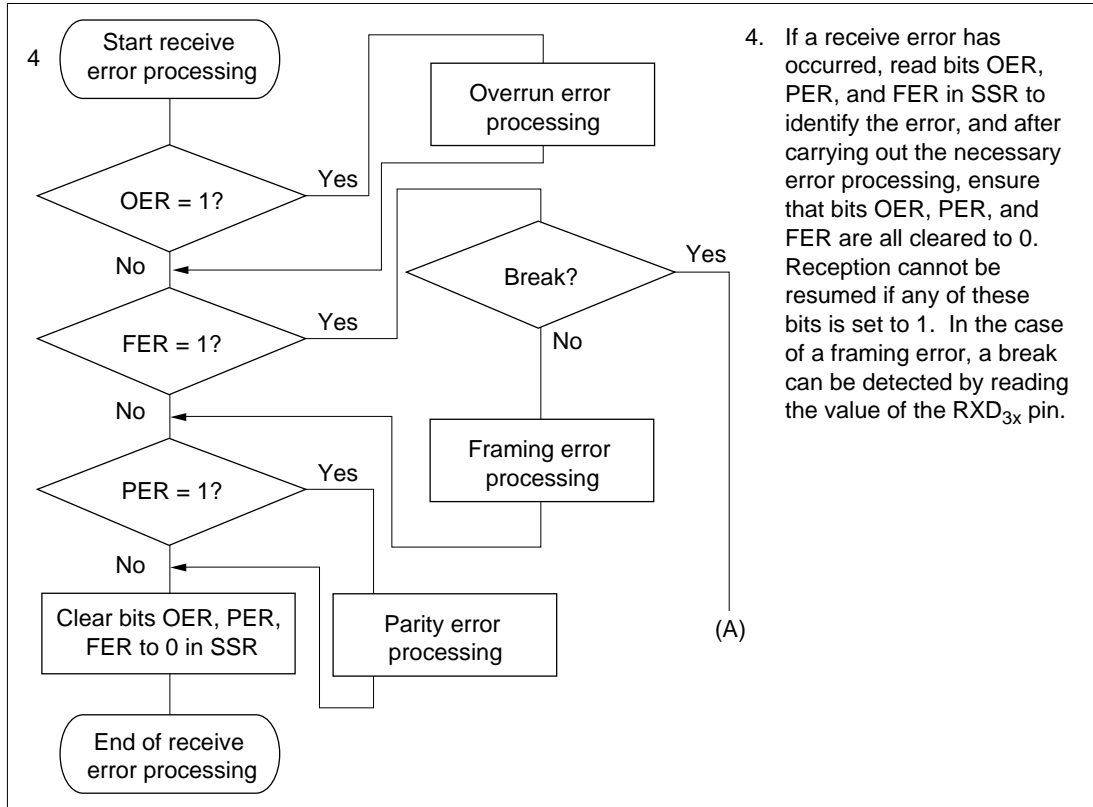 4
Start receive
error processing
OER = 1?
Yes
Overrun error
processing
No
FER = 1?
Yes
Break?
Yes
No
Framing error
processing
No
PER = 1?
Yes
Parity error
processing
No
Clear bits OER, PER,
FER to 0 in SSR
End of receive
error processing
(A)
4. If a receive error has
occurred, read bits OER,
PER, and FER in SSR to
identify the error, and after
carrying out the necessary
error processing, ensure
that bits OER, PER, and
FER are all cleared to 0.
Reception cannot be
resumed if any of these
bits is set to 1. In the case
of a framing error, a break
can be detected by reading
the value of the RXD3x pin.